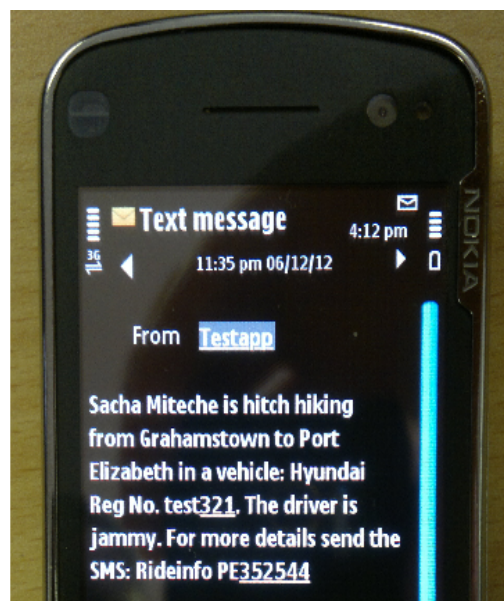 NOKIA
Text message
4:12 pm
3G
11:35 pm 06/12/12
From Testapp
Sacha Miteche is hitch hiking
from Grahamstown to Port
Elizabeth in a vehicle: Hyundai
Reg No. test321. The driver is
jammy. For more details send the
SMS: Rideinfo PE352544